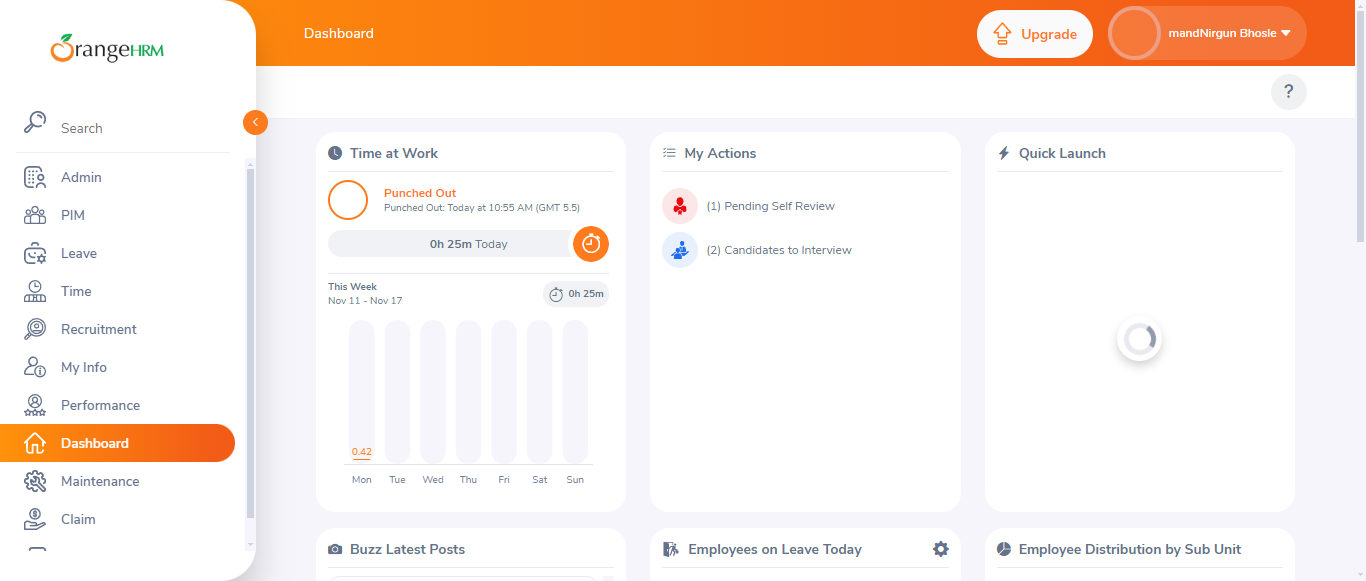 OrangeHRM
Dashboard
Upgrade
mandNirgun Bhosle
?
Search
Admin
PIM
Leave
Time
Recruitment
My Info
Performance
Dashboard
Maintenance
Claim
Time at Work
Punched Out
Punched Out: Today at 10:55 AM (GMT 5.5)
0h 25m Today
This Week
Nov 11 - Nov 17
0h 25m
0.42
Mon Tue Wed Thu Fri Sat Sun
My Actions
(1) Pending Self Review
(2) Candidates to Interview
Quick Launch
Buzz Latest Posts
Employees on Leave Today
Employee Distribution by Sub Unit